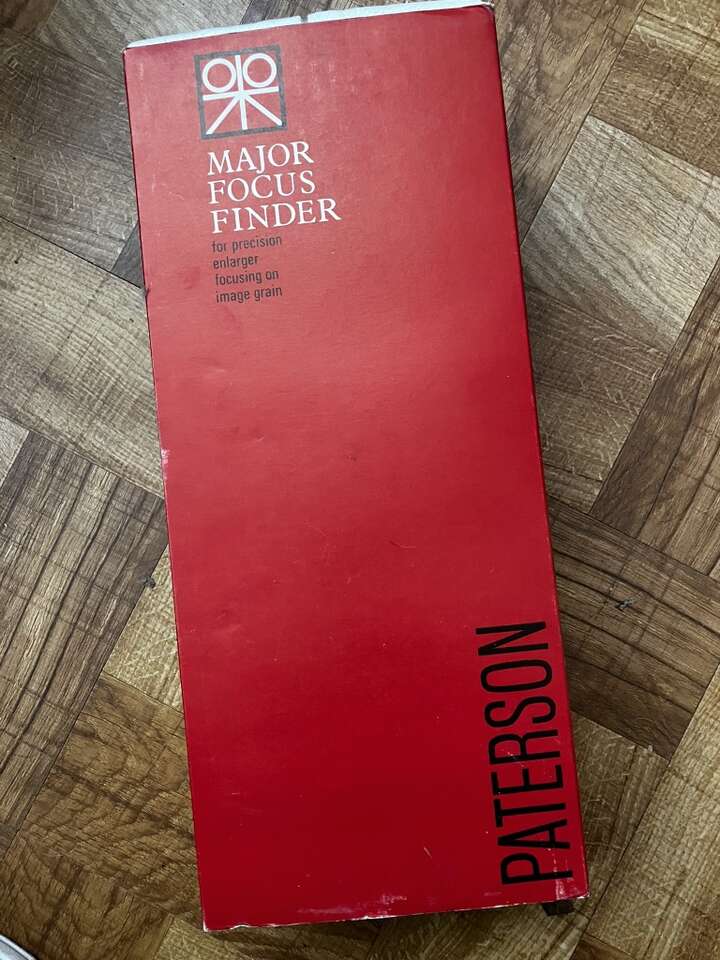 MAJOR
FOCUS
FINDER
for precision
enlarger
focusing on
image grain
PATERSON